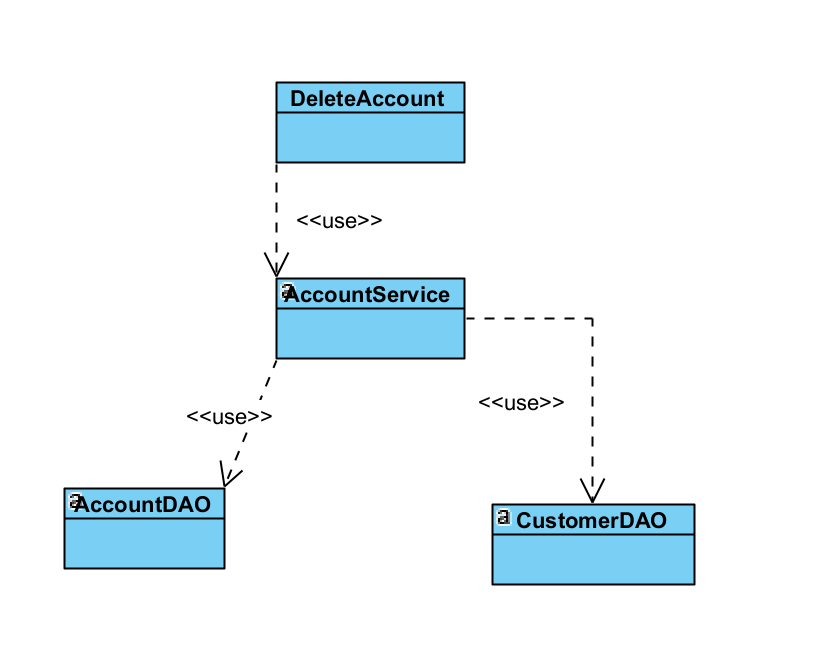 DeleteAccount
<<use>>
a
AccountService
<<use>>
<<use>>
a
AccountDAO
a
CustomerDAO